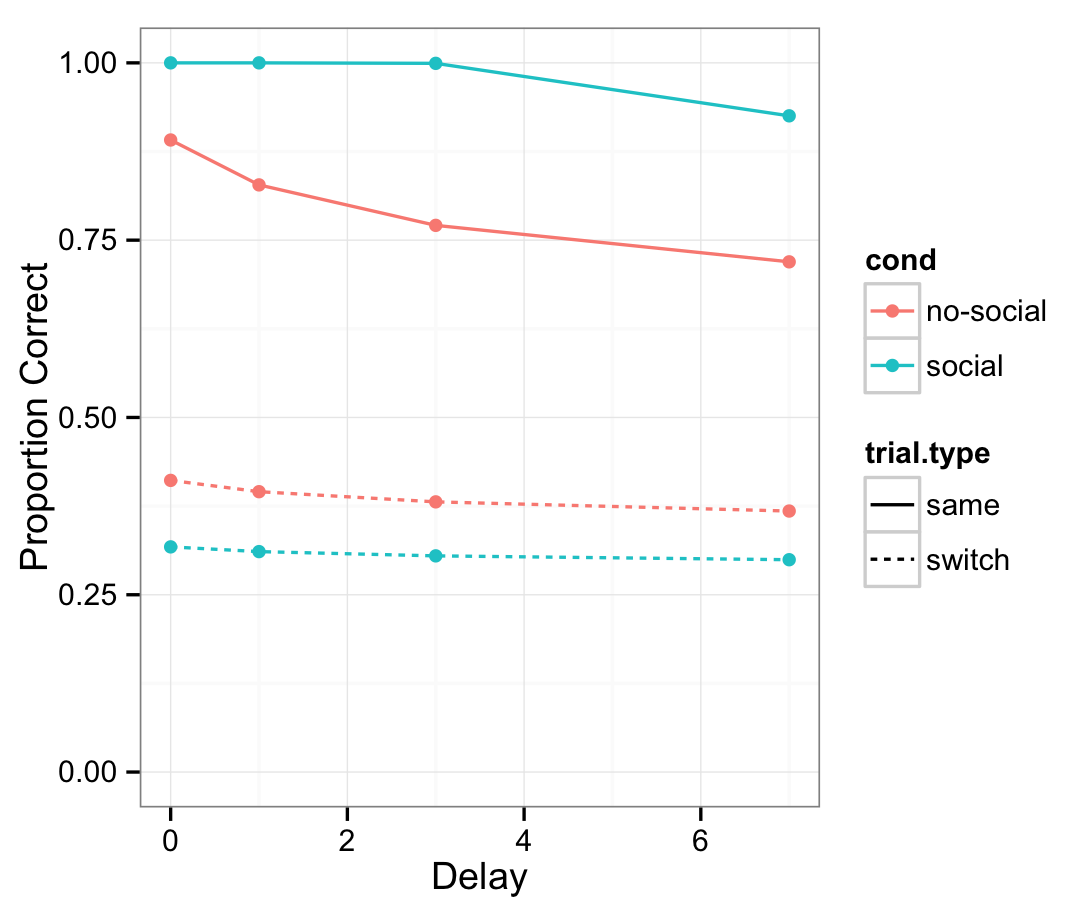 1.00
0.75
0.50
0.25
0.00
Proportion Correct
0 2 4 6
Delay
cond
no-social
social
trial.type
same
switch